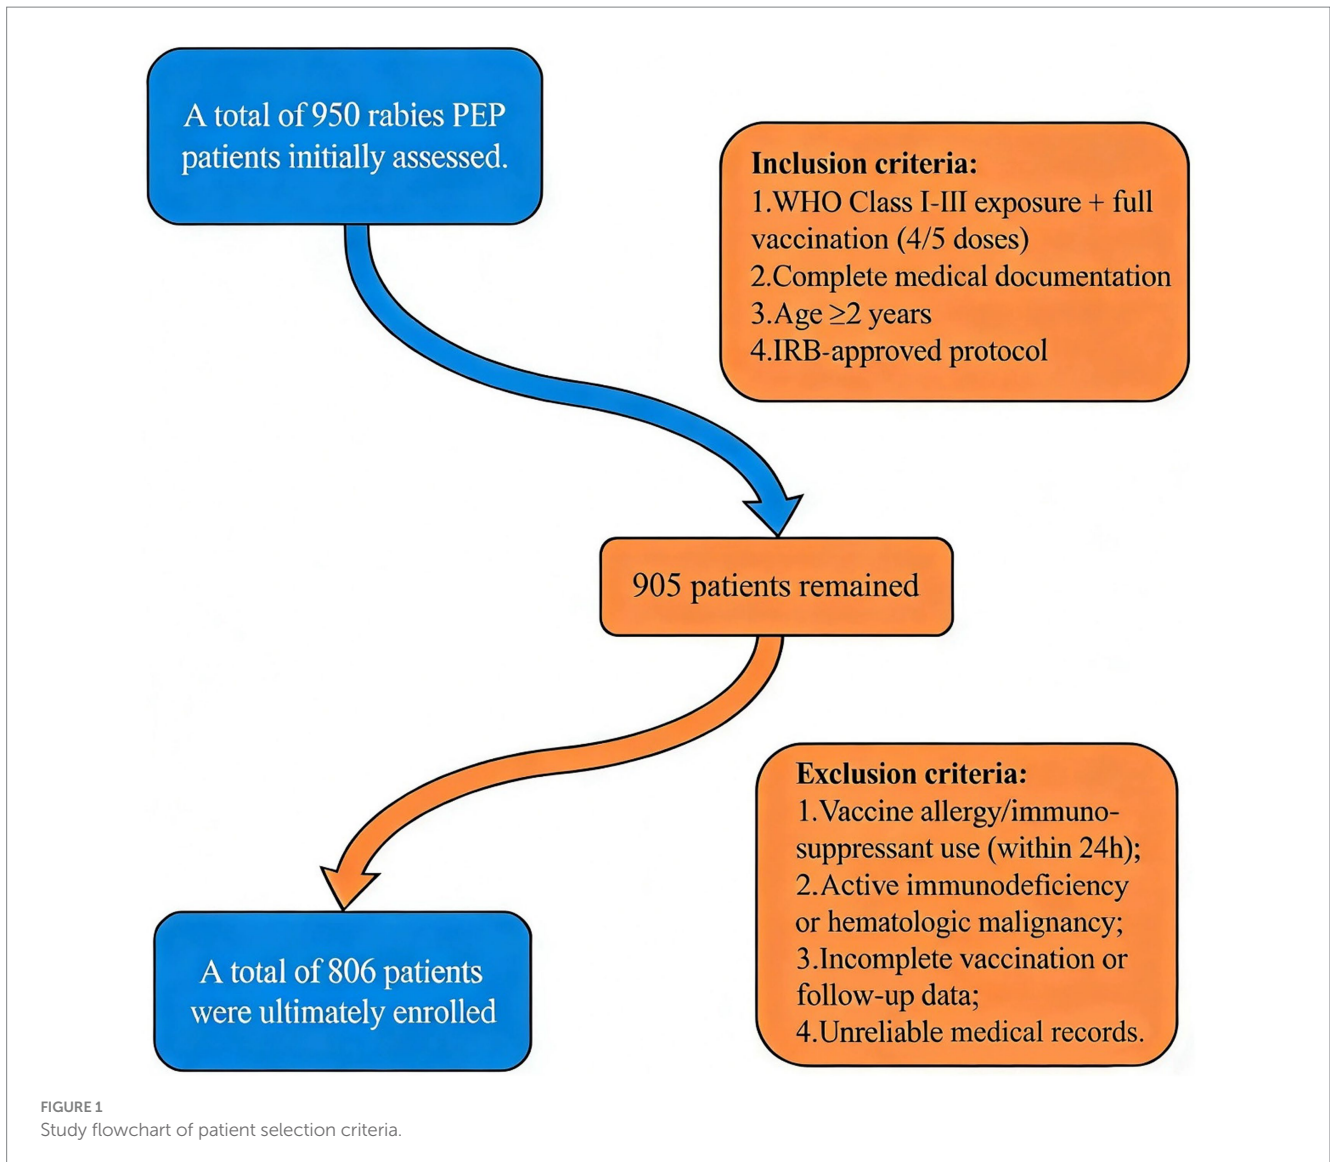 A total of 950 rabies PEP
patients initially assessed.
Inclusion criteria:
1.WHO Class I-III exposure + full
vaccination (4/5 doses)
2.Complete medical documentation
3.Age ≥2 years
4.IRB-approved protocol
905 patients remained
Exclusion criteria:
1.Vaccine allergy/immuno-
suppressant use (within 24h);
2.Active immunodeficiency
or hematologic malignancy;
3.Incomplete vaccination or
follow-up data;
4.Unreliable medical records.
A total of 806 patients
were ultimately enrolled
FIGURE 1
Study flowchart of patient selection criteria.